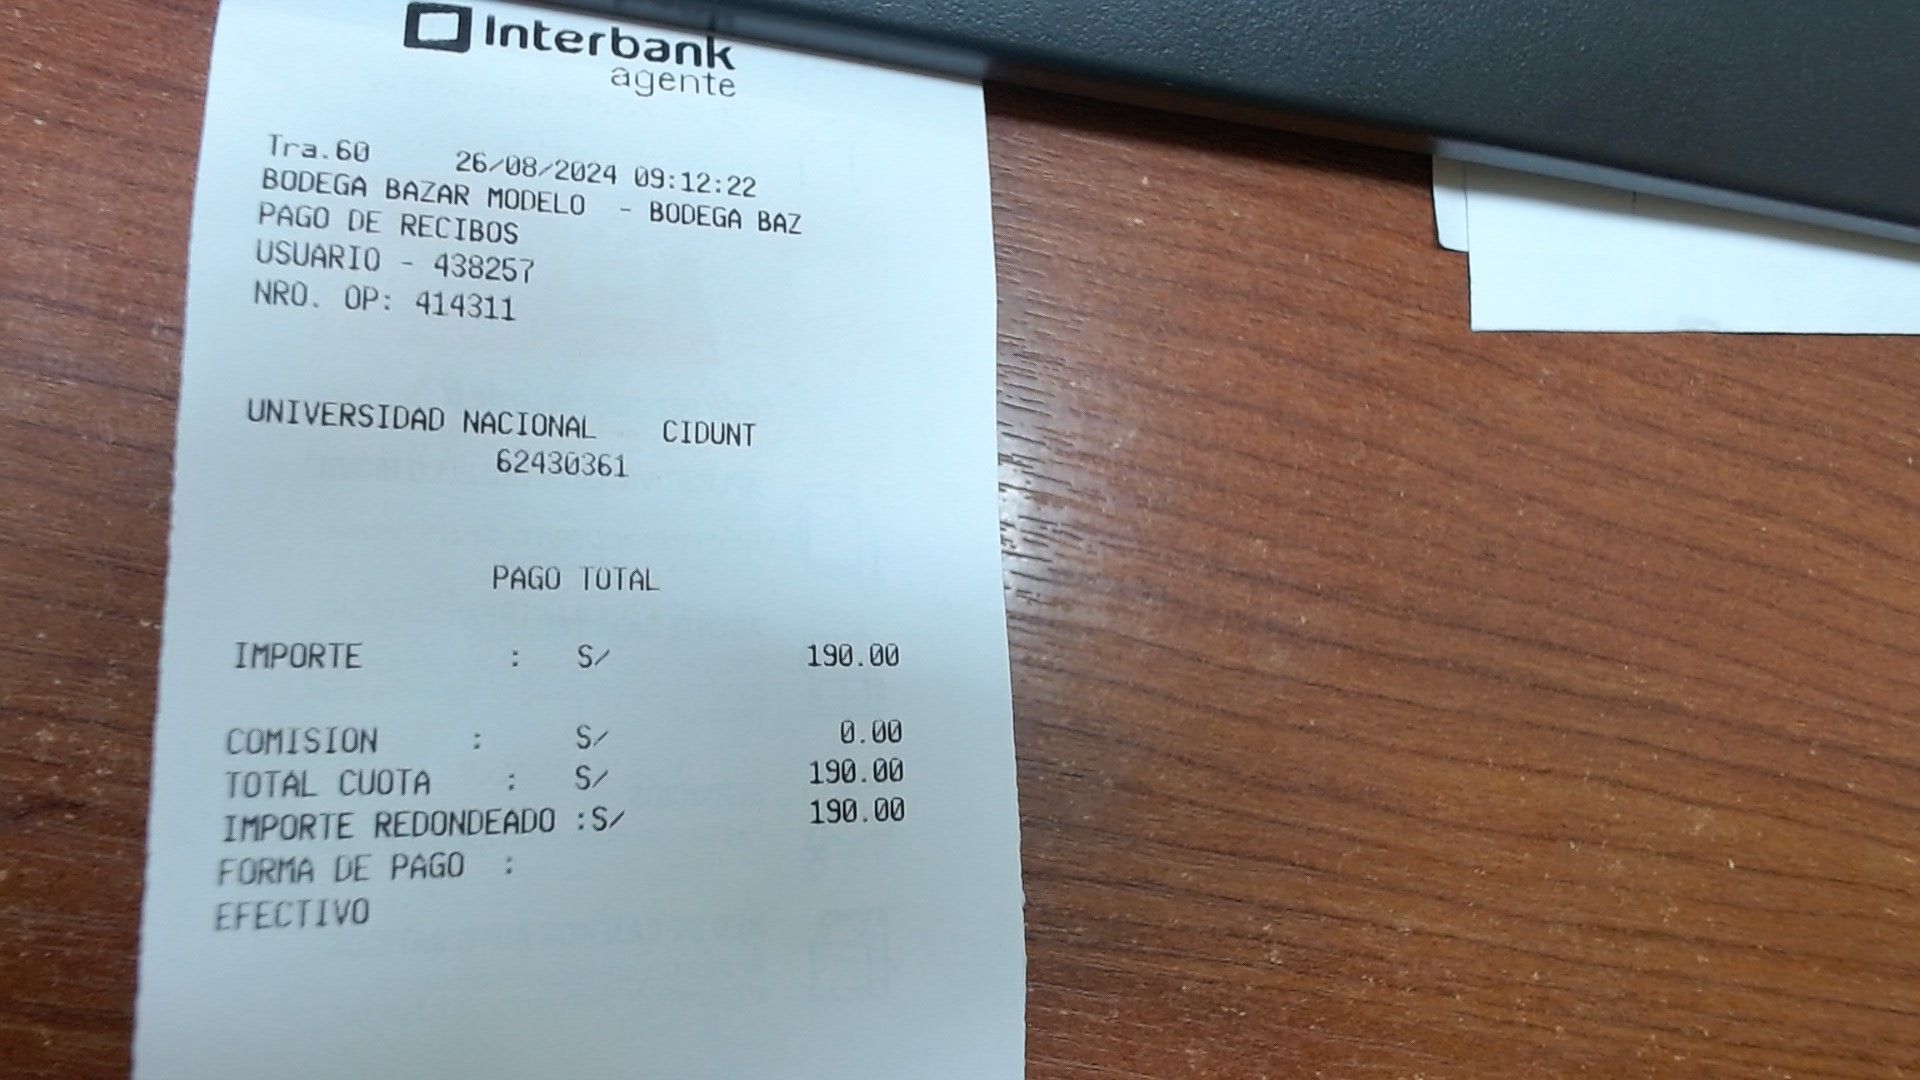 Interbank
agente
Tra.60 26/08/2024 09:12:22
BODEGA BAZAR MODELO - BODEGA BAZ
PAGO DE RECIBOS
USUARIO - 438257
NRO. OP: 414311
UNIVERSIDAD NACIONAL CIDUNT
62430361
PAGO TOTAL
IMPORTE : S/ 190.00
COMISION : S/ 0.00
TOTAL CUOTA : S/ 190.00
IMPORTE REDONDEADO :S/ 190.00
FORMA DE PAGO :
EFECTIVO